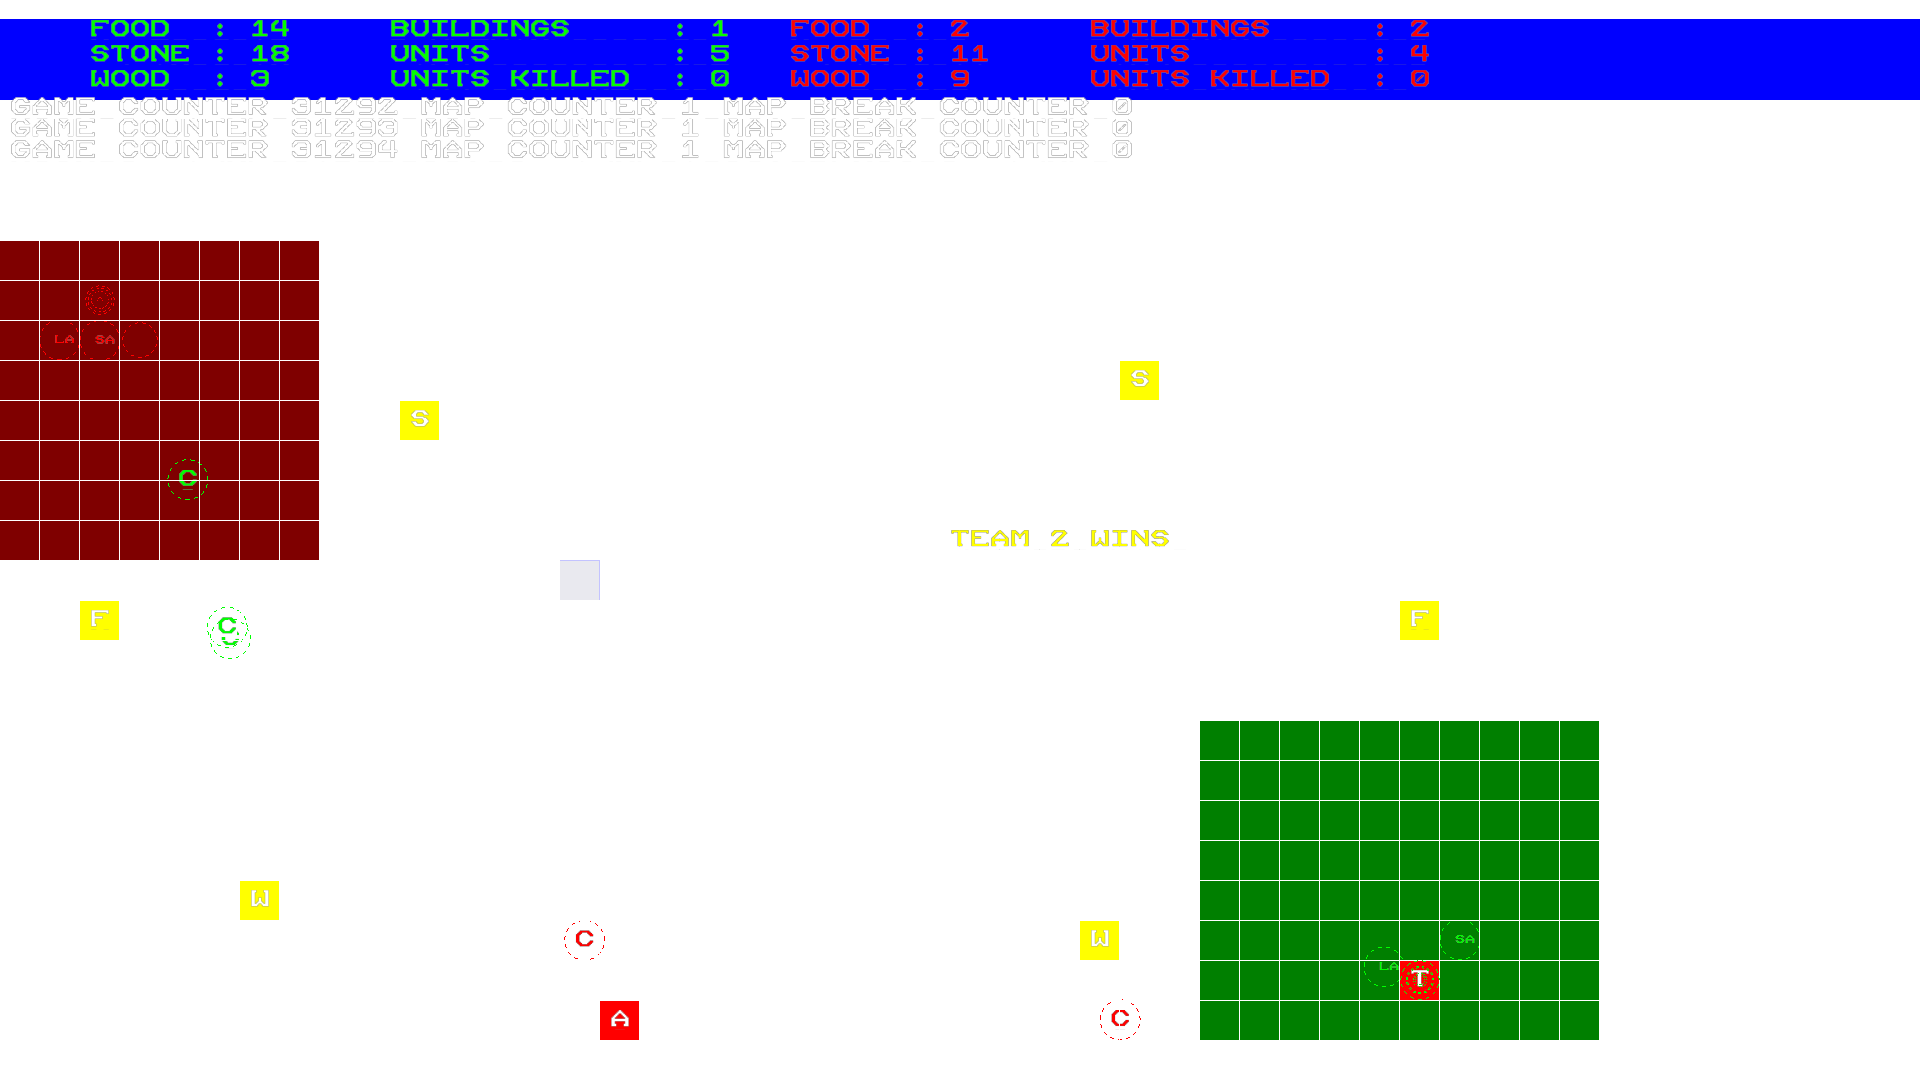 FOOD : 14 BUILDINGS : 1 FOOD : 2 BUILDINGS : 2
STONE : 18 UNITS : 5 STONE : 11 UNITS : 4
WOOD : 3 UNITS KILLED : 0 WOOD : 9 UNITS KILLED : 0
GAME COUNTER 31292 MAP COUNTER 1 MAP BREAK COUNTER 0
GAME COUNTER 31293 MAP COUNTER 1 MAP BREAK COUNTER 0
GAME COUNTER 31294 MAP COUNTER 1 MAP BREAK COUNTER 0
LA SA
S
S
C
TEAM 2 WINS
F
C
F
W
C
W
SA
LA
T
A
C